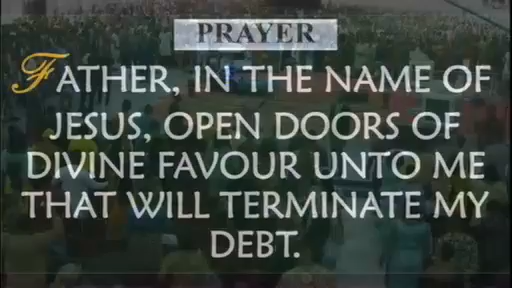 PRAYER
FATHER, IN THE NAME OF
JESUS, OPEN DOORS OF
DIVINE FAVOUR UNTO ME
THAT WILL TERMINATE MY
DEBT.